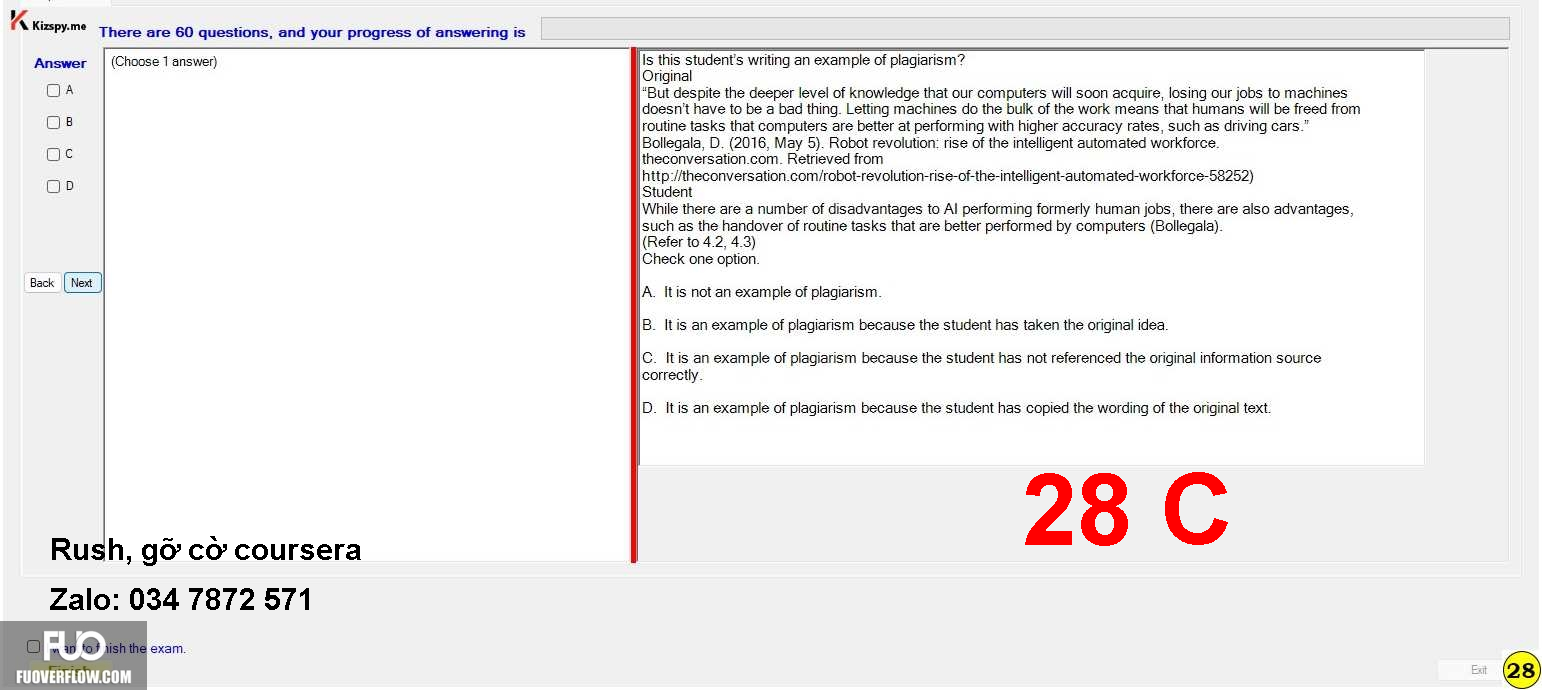 Kizspy.me
There are 60 questions, and your progress of answering is
Answer
A
B
C
D
Back
Next
(Choose 1 answer)
Is this student's writing an example of plagiarism?
Original
“But despite the deeper level of knowledge that our computers will soon acquire, losing our jobs to machines
doesn't have to be a bad thing. Letting machines do the bulk of the work means that humans will be freed from
routine tasks that computers are better at performing with higher accuracy rates, such as driving cars.”
Bollegala, D. (2016, May 5). Robot revolution: rise of the intelligent automated workforce.
theconversation.com. Retrieved from
http://theconversation.com/robot-revolution-rise-of-the-intelligent-automated-workforce-58252)
Student
While there are a number of disadvantages to AI performing formerly human jobs, there are also advantages,
such as the handover of routine tasks that are better performed by computers (Bollegala).
(Refer to 4.2, 4.3)
Check one option.
A. It is not an example of plagiarism.
B. It is an example of plagiarism because the student has taken the original idea.
C. It is an example of plagiarism because the student has not referenced the original information source
correctly.
D. It is an example of plagiarism because the student has copied the wording of the original text.
28 C
Rush, gỡ cờ coursera
Zalo: 034 7872 571
FUO
FUOVERFLOW.COM
want to finish the exam.
Finish
Exit
28